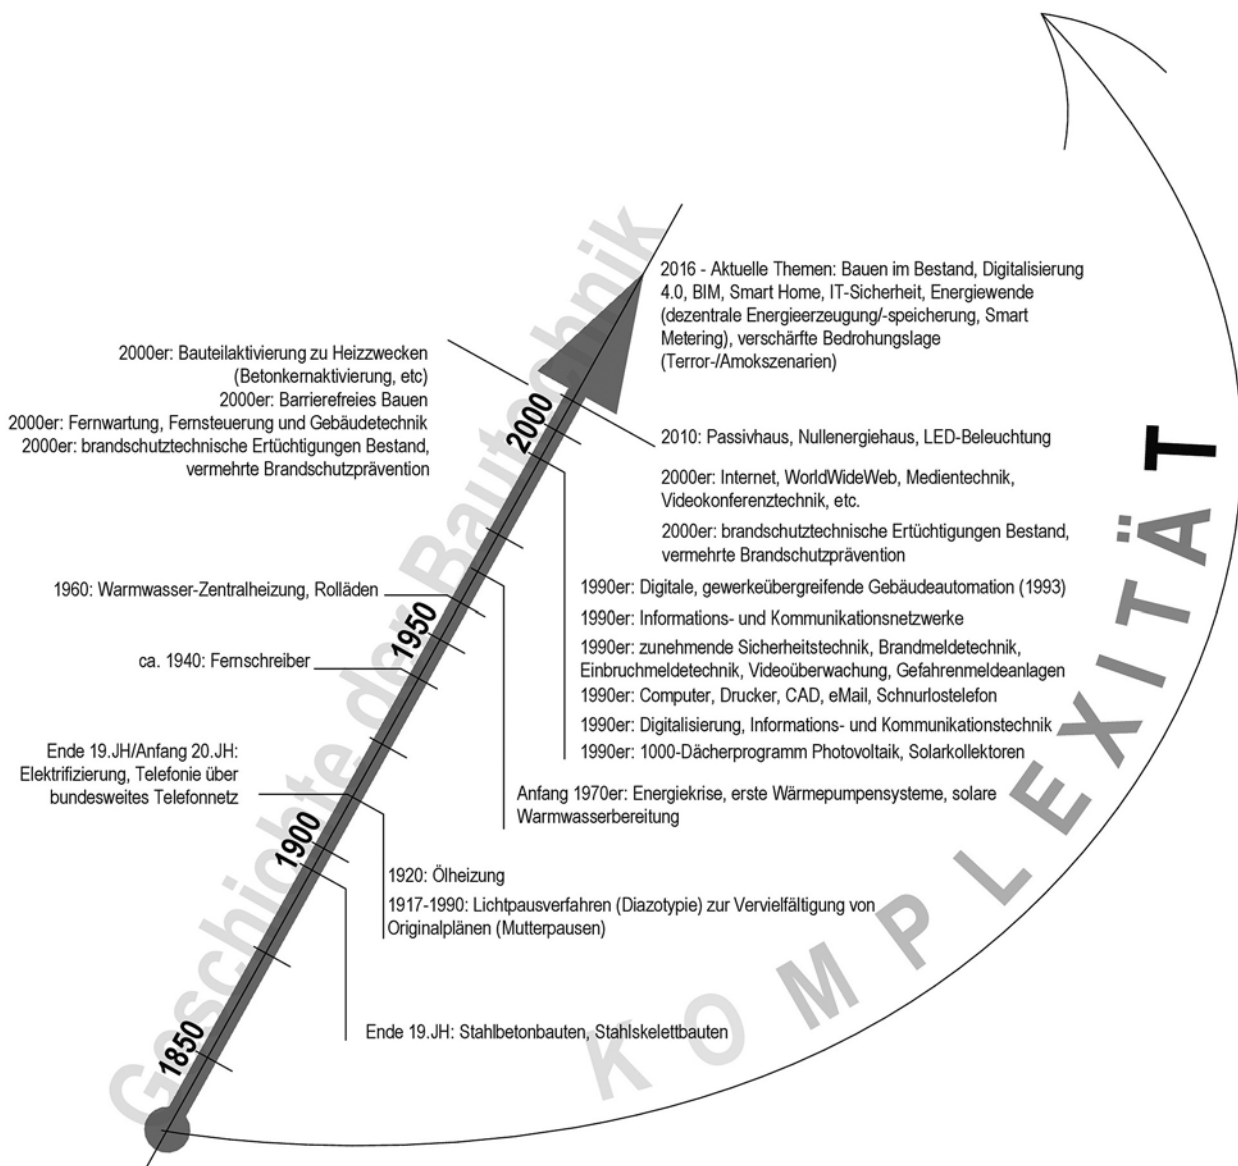 Geschichte der Bautechnik
KOMPLEXITÄT
2016 - Aktuelle Themen: Bauen im Bestand, Digitalisierung
4.0, BIM, Smart Home, IT-Sicherheit, Energiewende
(dezentrale Energieerzeugung/-speicherung, Smart
Metering), verschärfte Bedrohungslage
(Terror-/Amokszenarien)
2000er: Bauteilaktivierung zu Heizzwecken
(Betonkernaktivierung, etc)
2000er: Barrierefreies Bauen
2000er: Fernwartung, Fernsteuerung und Gebäudetechnik
2000er: brandschutztechnische Ertüchtigungen Bestand,
vermehrte Brandschutzprävention
2000
2010: Passivhaus, Nullenergiehaus, LED-Beleuchtung
2000er: Internet, WorldWideWeb, Medientechnik,
Videokonferenztechnik, etc.
2000er: brandschutztechnische Ertüchtigungen Bestand,
vermehrte Brandschutzprävention
1990er: Digitale, gewerkeübergreifende Gebäudeautomation (1993)
1990er: Informations- und Kommunikationsnetzwerke
1990er: zunehmende Sicherheitstechnik, Brandmeldetechnik,
Einbruchmeldetechnik, Videoüberwachung, Gefahrenmeldeanlagen
1990er: Computer, Drucker, CAD, eMail, Schnurlostelefon
1990er: Digitalisierung, Informations- und Kommunikationstechnik
1990er: 1000-Dächerprogramm Photovoltaik, Solarkollektoren
1960: Warmwasser-Zentralheizung, Rolläden
1950
ca. 1940: Fernschreiber
Anfang 1970er: Energiekrise, erste Wärmepumpensysteme, solare
Warmwasserbereitung
Ende 19.JH/Anfang 20.JH:
Elektrifizierung, Telefonie über
bundesweites Telefonnetz
1900
1920: Ölheizung
1917-1990: Lichtpausverfahren (Diazotypie) zur Vervielfältigung von
Originalplänen (Mutterpausen)
Ende 19.JH: Stahlbetonbauten, Stahlskelettbauten
1850